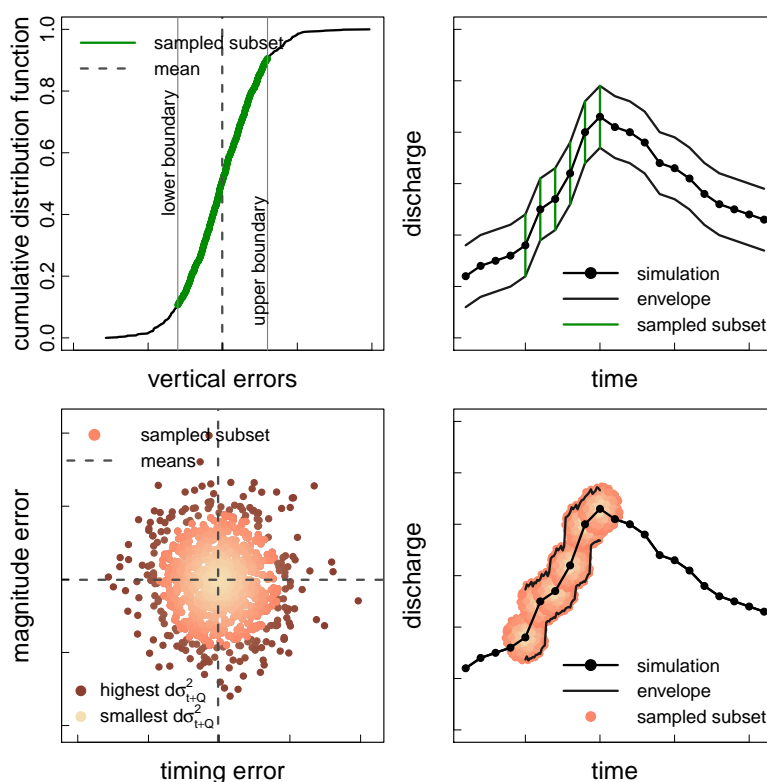 cumulative distribution function
0.0 0.2 0.4 0.6 0.8 1.0
sampled subset
mean
lower boundary
upper boundary
vertical errors
discharge
simulation
envelope
sampled subset
time
magnitude error
sampled subset
means
highest dσ²t+Q
smallest dσ²t+Q
timing error
discharge
simulation
envelope
sampled subset
time